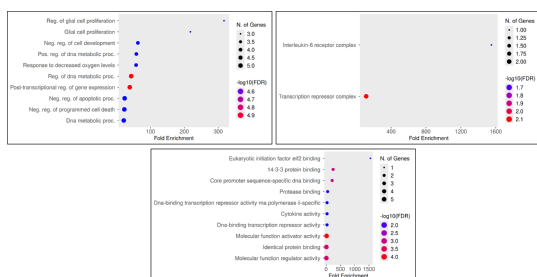 Reg. of glial cell proliferation
Glial cell proliferation
Neg. reg. of cell development
Pos. reg. of dna metabolic proc.
Response to decreased oxygen levels
Reg. of dna metabolic proc.
Post-transcriptional reg. of gene expression
Neg. reg. of apoptotic proc.
Neg. reg. of programmed cell death
Dna metabolic proc.
100 200 300
Fold Enrichment
N. of Genes
3.0
3.5
4.0
4.5
5.0
-log10(FDR)
4.6
4.7
4.8
4.9
Interleukin-6 receptor complex
Transcription repressor complex
400 800 1200 1600
Fold Enrichment
N. of Genes
1.00
1.25
1.50
1.75
2.00
-log10(FDR)
1.7
1.8
1.9
2.0
2.1
Eukaryotic initiation factor eif2 binding
14-3-3 protein binding
Core promoter sequence-specific dna binding
Protease binding
Dna-binding transcription repressor activity rna polymerase ii-specific
Cytokine activity
Dna-binding transcription repressor activity
Molecular function activator activity
Identical protein binding
Molecular function regulator activity
0 500 1000 1500
Fold Enrichment
N. of Genes
1
2
3
4
5
-log10(FDR)
2.0
2.5
3.0
3.5
4.0